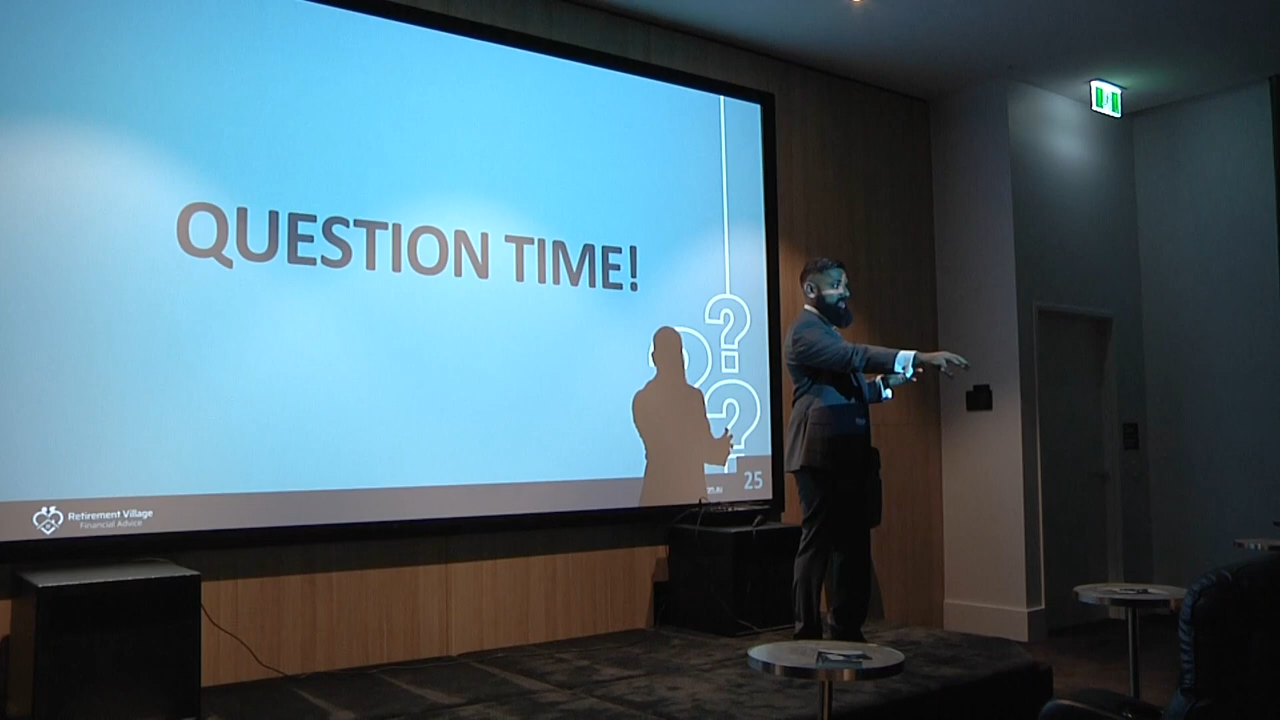 QUESTION TIME!
?
?
25
Retirement Village
Financial Advice